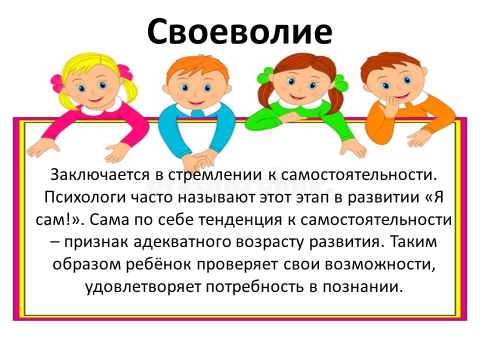 Своеволие
Заключается в стремлении к самостоятельности.
Психологи часто называют этот этап в развитии «Я
сам!». Сама по себе тенденция к самостоятельности
– признак адекватного возрасту развития. Таким
образом ребёнок проверяет свои возможности,
удовлетворяет потребность в познании.